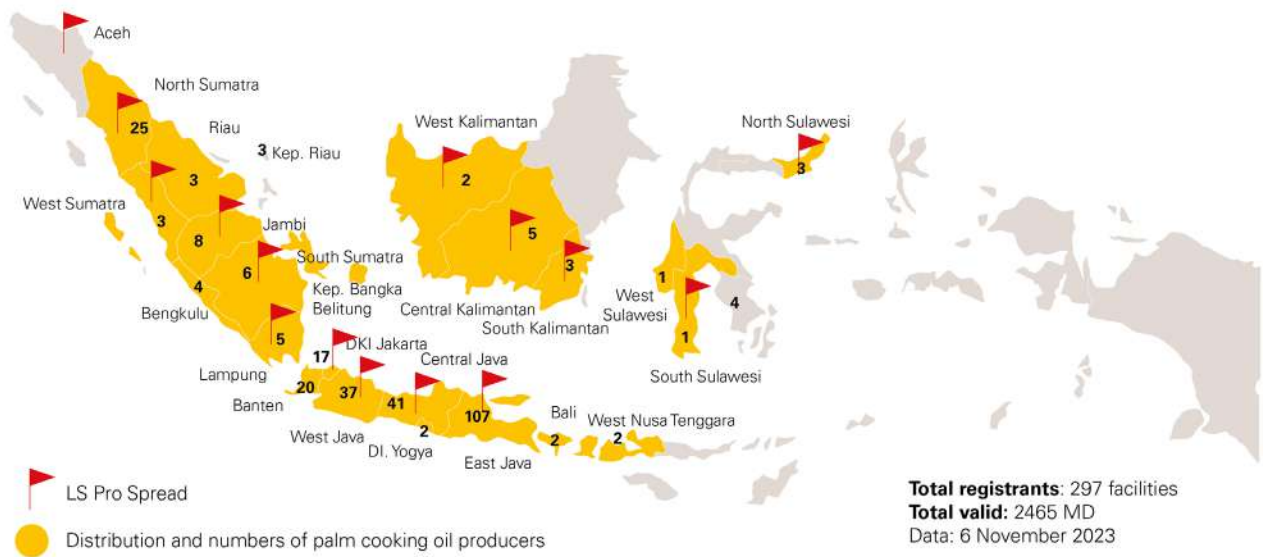 Aceh
North Sumatra
25
Riau
3
Kep. Riau
3
West Sumatra
3
Jambi
8
South Sumatra
6
Kep. Bangka
Belitung
4
Bengkulu
5
Lampung
17
DKI Jakarta
20
Banten
37
West Java
41
Central Java
2
DI. Yogya
107
East Java
Bali
2
West Nusa Tenggara
2
West Kalimantan
2
5
Central Kalimantan
3
South Kalimantan
North Sulawesi
3
1
West
Sulawesi
4
1
South Sulawesi
LS Pro Spread
Distribution and numbers of palm cooking oil producers
Total registrants: 297 facilities
Total valid: 2465 MD
Data: 6 November 2023